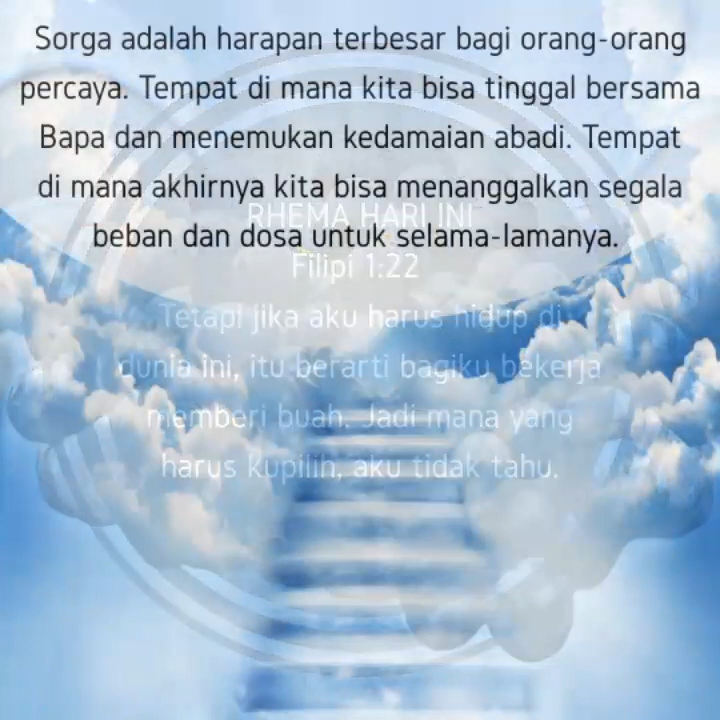 Sorga adalah harapan terbesar bagi orang-orang
percaya. Tempat di mana kita bisa tinggal bersama
Bapa dan menemukan kedamaian abadi. Tempat
di mana akhirnya kita bisa menanggalkan segala
RHEMA HARI INI
beban dan dosa untuk selama-lamanya.
Filipi 1:22
Tetapi jika aku harus hidup di
dunia ini, itu berarti bagiku bekerja
memberi buah. Jadi mana yang
harus kupilih, aku tidak tahu.